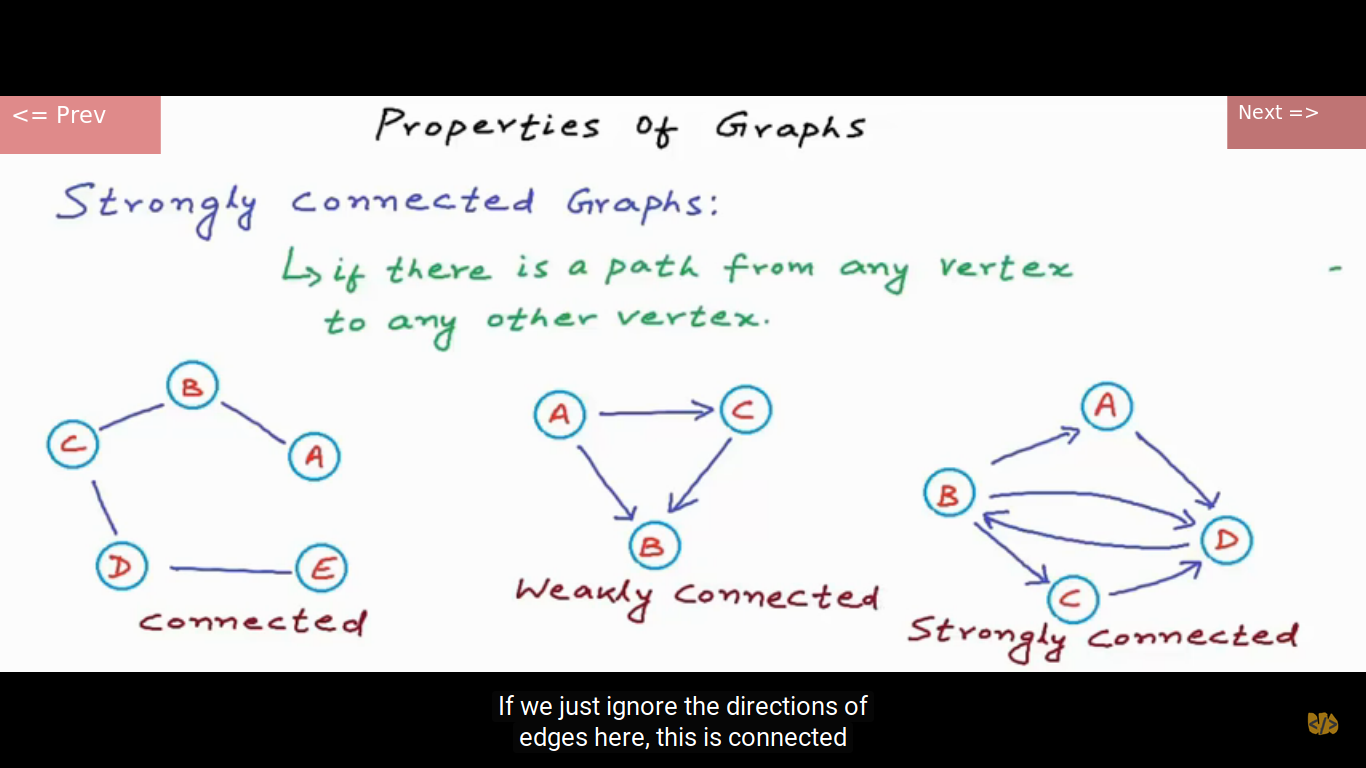 <= Prev
Properties of Graphs
Next =>
Strongly connected Graphs:
↳ if there is a path from any vertex
to any other vertex.
B
C
A
D
E
connected
A
C
B
Weakly connected
A
B
D
C
Strongly connected
If we just ignore the directions of
edges here, this is connected